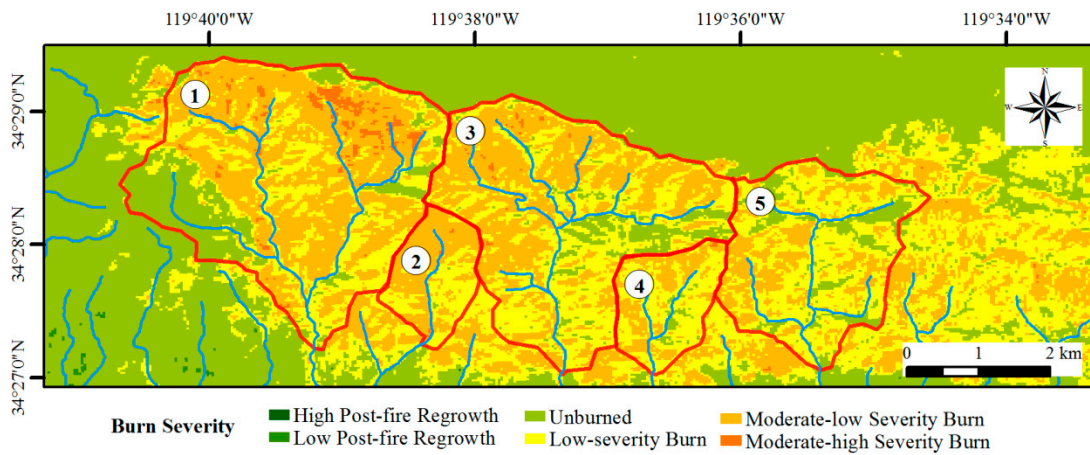 119°40'0"W 119°38'0"W 119°36'0"W 119°34'0"W
34°29'0"N
34°28'0"N
34°27'0"N
N
W E
S
1
3
5
2
4
0 1 2 km
Burn Severity
High Post-fire Regrowth Unburned Moderate-low Severity Burn
Low Post-fire Regrowth Low-severity Burn Moderate-high Severity Burn